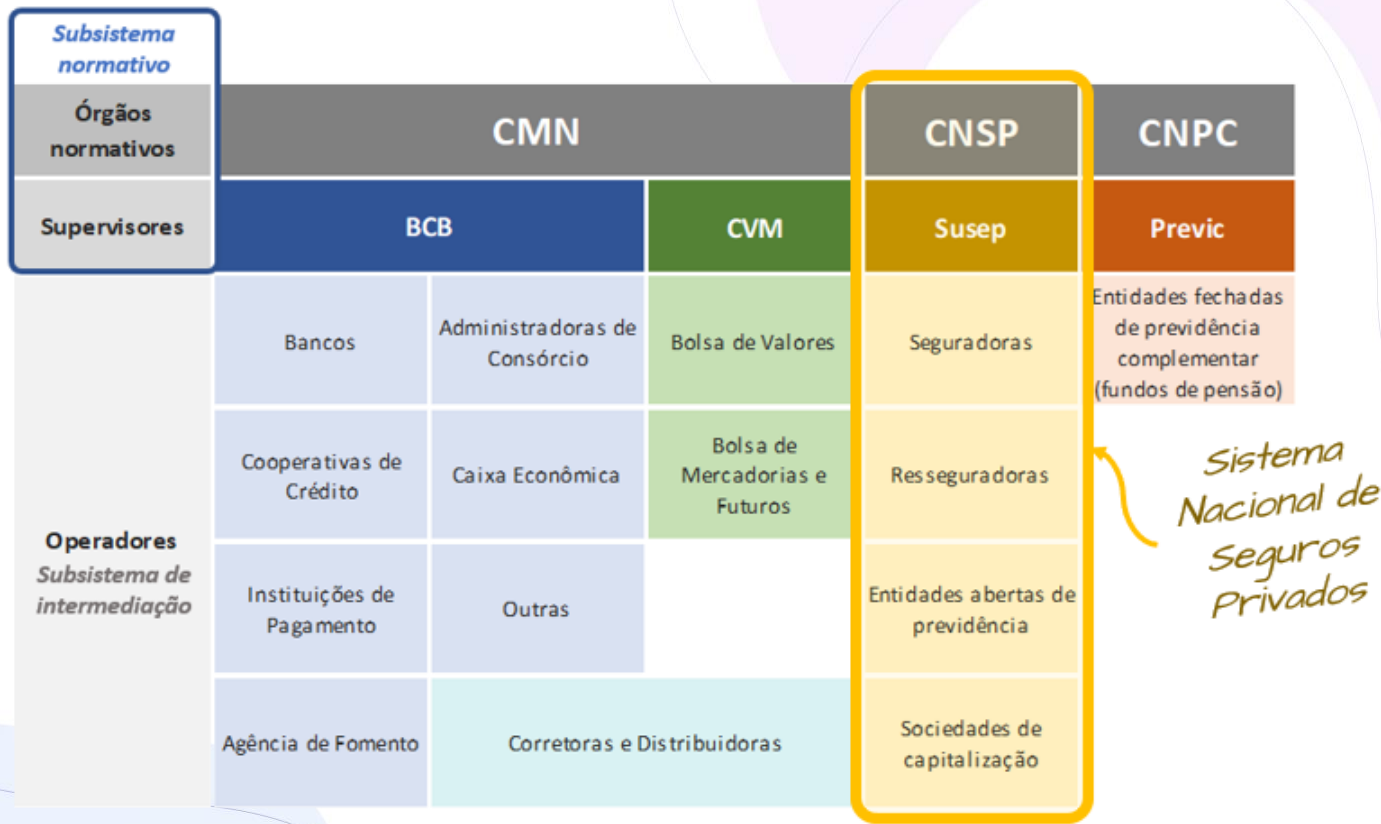 Subsistema
normativo
Órgãos
normativos
CMN
CNSP
CNPC
Supervisores
BCB
CVM
Susep
Previc
Bancos
Administradoras de
Consórcio
Bolsa de Valores
Seguradoras
Entidades fechadas
de previdência
complementar
(fundos de pensão)
Cooperativas de
Crédito
Caixa Econômica
Bolsa de
Mercadorias e
Futuros
Resseguradoras
Sistema
Nacional de
Seguros
Privados
Operadores
Subsistema de
intermediação
Instituições de
Pagamento
Outras
Entidades abertas de
previdência
Agência de Fomento
Corretoras e Distribuidoras
Sociedades de
capitalização